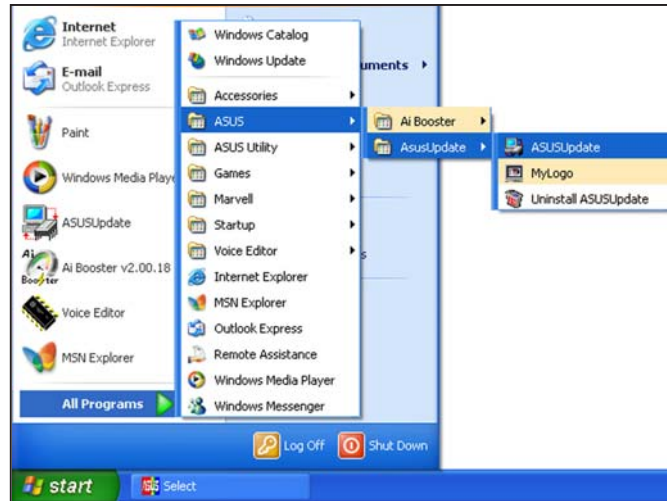 Internet
Internet Explorer
E-mail
Outlook Express
Paint
Windows Media Playe
ASUSUpdate
Ai Booster v2.00.18
Voice Editor
MSN Explorer
All Programs
Windows Catalog
Windows Update
Accessories
ASUS
ASUS Utility
Games
Marvell
Startup
Voice Editor
Internet Explorer
MSN Explorer
Outlook Express
Remote Assistance
Windows Media Player
Windows Messenger
uments
s
Ai Booster
AsusUpdate
ASUSUpdate
MyLogo
Uninstall ASUSUpdate
Log Off
Shut Down
start
Select